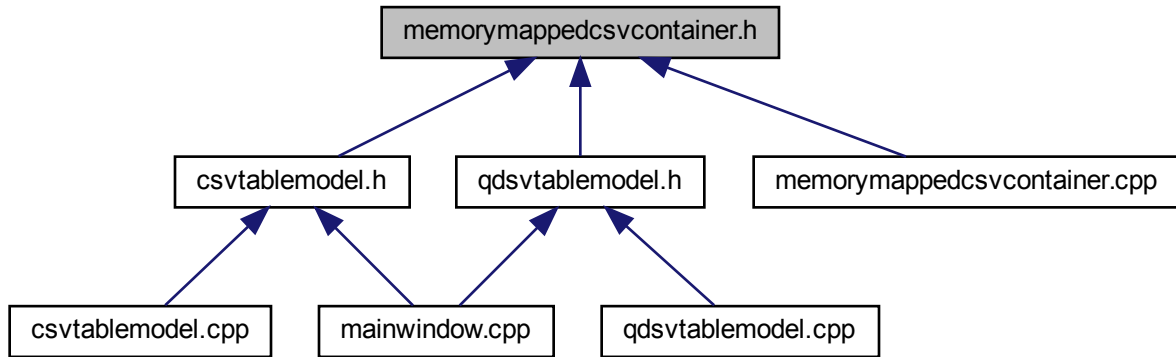 memorymappedcsvcontainer.h
csvtablemodel.h
qdsvtablemodel.h
memorymappedcsvcontainer.cpp
csvtablemodel.cpp
mainwindow.cpp
qdsvtablemodel.cpp